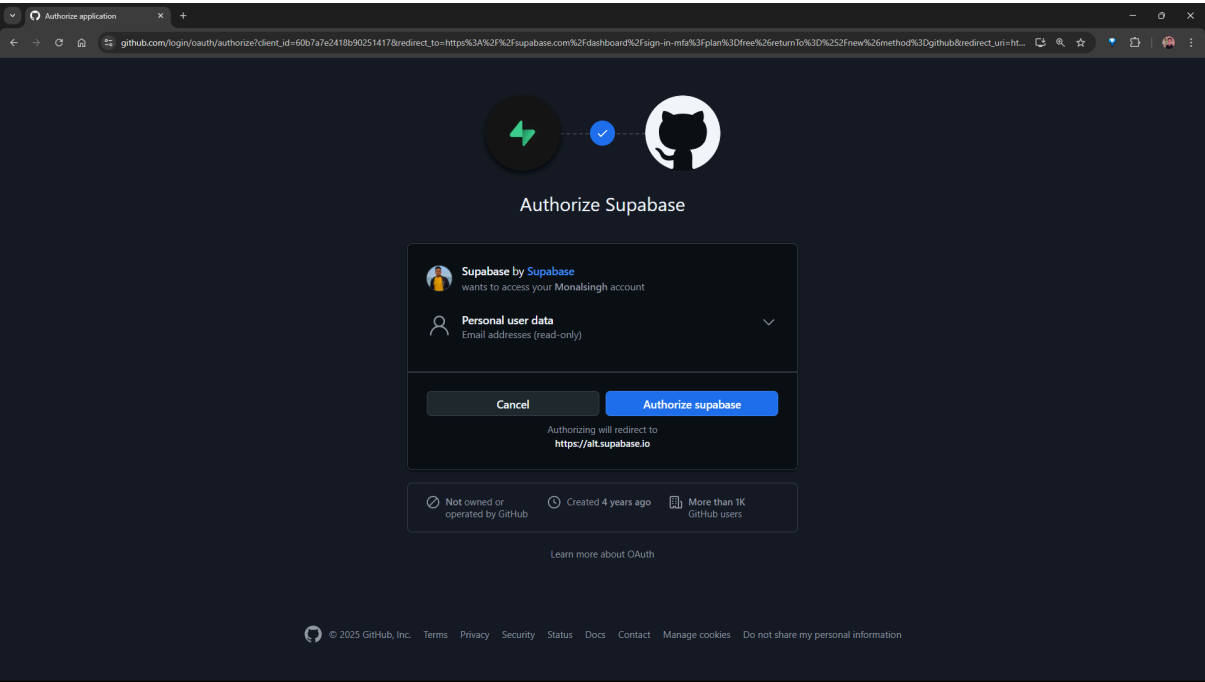 Authorize application
github.com/login/oauth/authorize?client_id=60b7a7e2418b90251417&redirect_to=https%3A%2F%2Fsupabase.com%2Fdashboard%2Fsign-in-mfa%3Fplan%3Dfree%26returnTo%3D%252Fnew%26method%3Dgithub&redirect_uri=ht...
Authorize Supabase
Supabase by Supabase
wants to access your Monalsingh account
Personal user data
Email addresses (read-only)
Cancel
Authorize supabase
Authorizing will redirect to
https://alt.supabase.io
Not owned or
operated by GitHub
Created 4 years ago
More than 1K
GitHub users
Learn more about OAuth
© 2025 GitHub, Inc. Terms Privacy Security Status Docs Contact Manage cookies Do not share my personal information